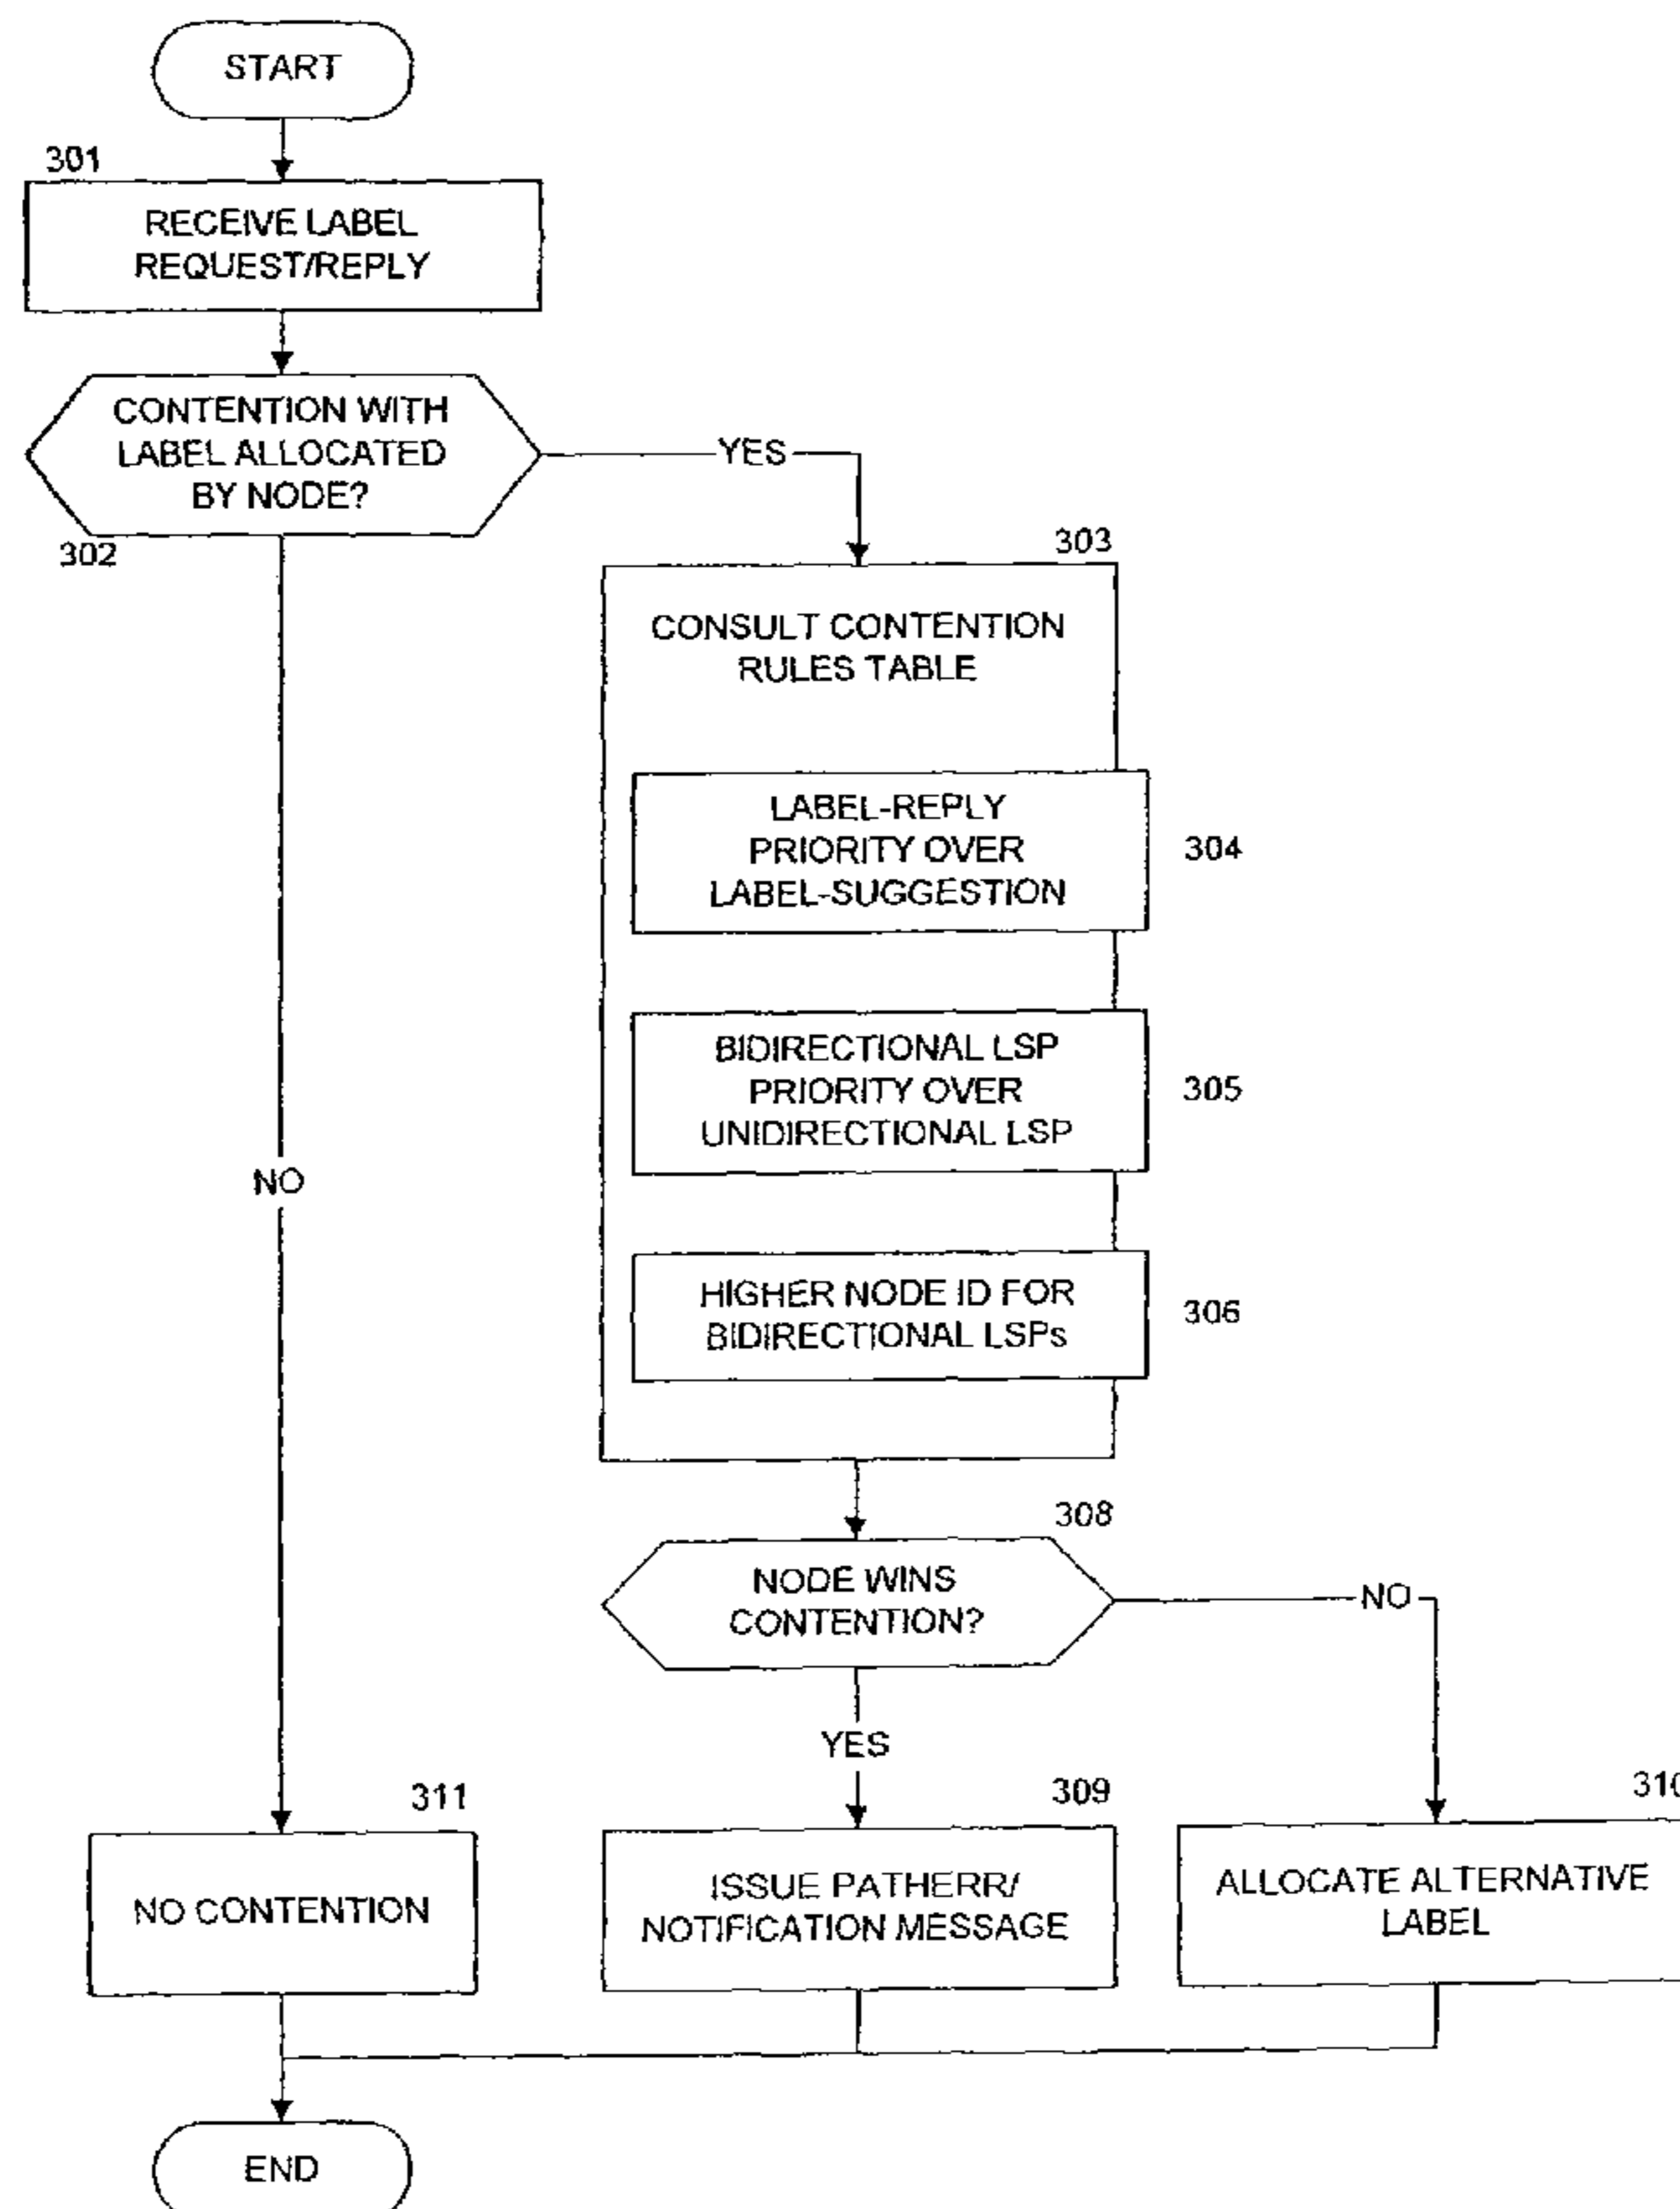 START
301
RECEIVE LABEL
REQUEST/REPLY
CONTENTION WITH
LABEL ALLOCATED
BY NODE?
302
YES
303
CONSULT CONTENTION
RULES TABLE
LABEL-REPLY
PRIORITY OVER
LABEL-SUGGESTION
304
BIDIRECTIONAL LSP
PRIORITY OVER
UNIDIRECTIONAL LSP
305
NO
HIGHER NODE ID FOR
BIDIRECTIONAL LSPs
306
308
NODE WINS
CONTENTION?
NO
YES
311
309
310
NO CONTENTION
ISSUE PATHERR/
NOTIFICATION MESSAGE
ALLOCATE ALTERNATIVE
LABEL
END